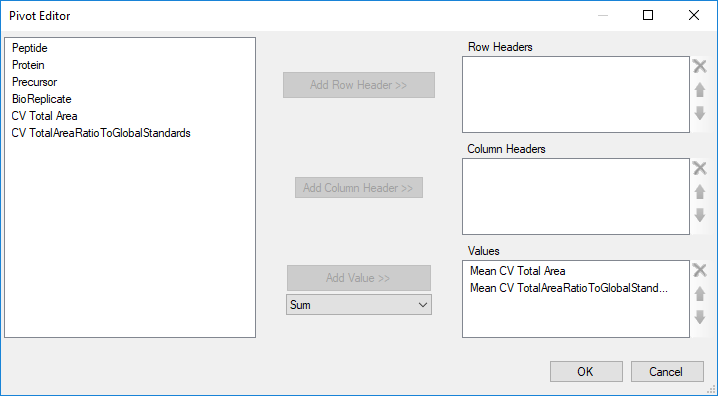 Pivot Editor
Peptide
Protein
Precursor
BioReplicate
CV Total Area
CV TotalAreaRatioToGlobalStandards
Add Row Header >>
Add Column Header >>
Add Value >>
Sum
Row Headers
Column Headers
Values
Mean CV Total Area
Mean CV TotalAreaRatioToGlobalStand...
OK
Cancel